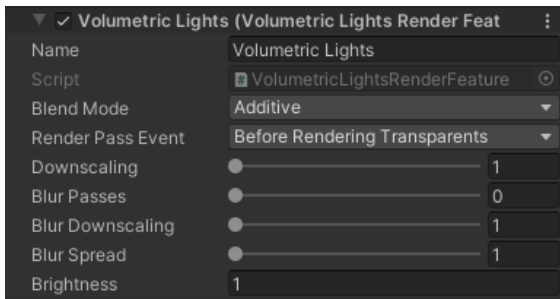 Volumetric Lights (Volumetric Lights Render Feat
Name Volumetric Lights
Script VolumetricLightsRenderFeature
Blend Mode Additive
Render Pass Event Before Rendering Transparents
Downscaling 1
Blur Passes 0
Blur Downscaling 1
Blur Spread 1
Brightness 1